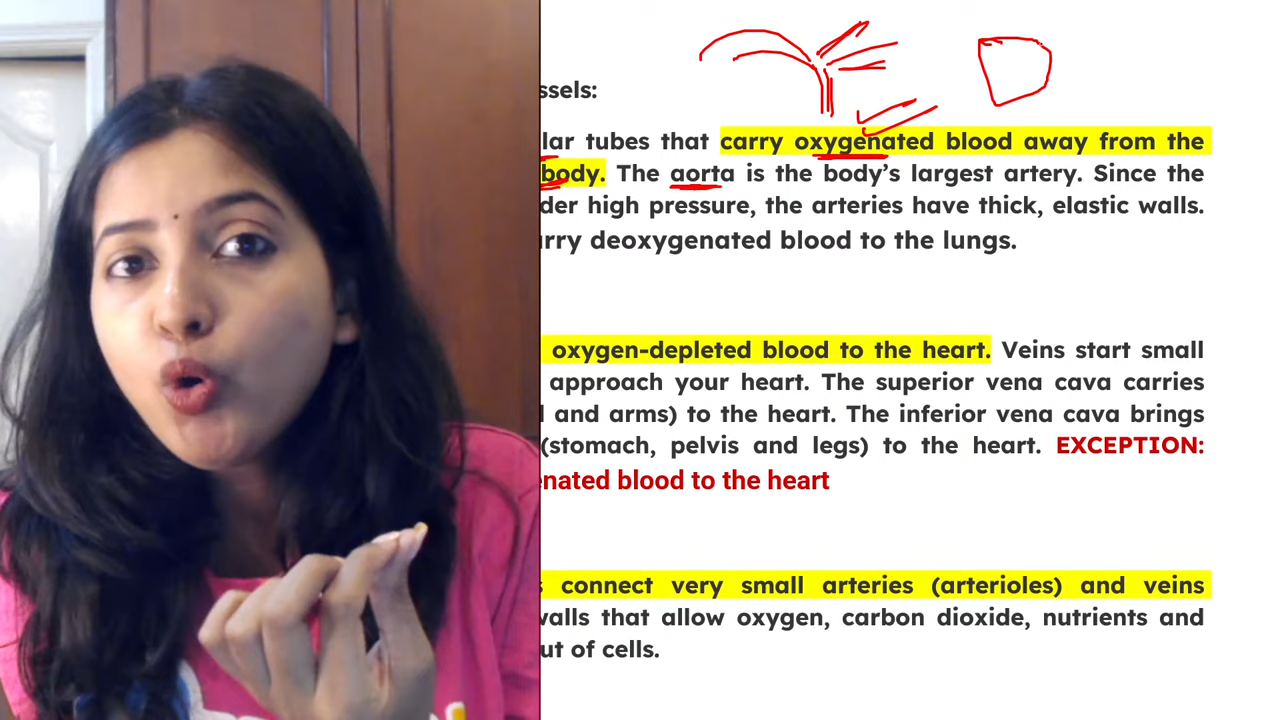 ssels:
lar tubes that carry oxygenated blood away from the
body. The aorta is the body’s largest artery. Since the
der high pressure, the arteries have thick, elastic walls.
rry deoxygenated blood to the lungs.
oxygen-depleted blood to the heart. Veins start small
approach your heart. The superior vena cava carries
and arms) to the heart. The inferior vena cava brings
(stomach, pelvis and legs) to the heart. EXCEPTION:
enated blood to the heart
connect very small arteries (arterioles) and veins
valls that allow oxygen, carbon dioxide, nutrients and
ut of cells.